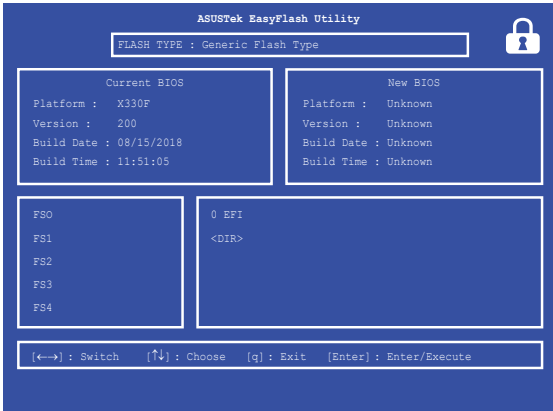 ASUSTek EasyFlash Utility
FLASH TYPE : Generic Flash Type
Current BIOS
Platform : X330F
Version : 200
Build Date : 08/15/2018
Build Time : 11:51:05
New BIOS
Platform : Unknown
Version : Unknown
Build Date : Unknown
Build Time : Unknown
FSO
FS1
FS2
FS3
FS4
0 EFI
<DIR>
[←→] : Switch [↑↓] : Choose [q] : Exit [Enter] : Enter/Execute